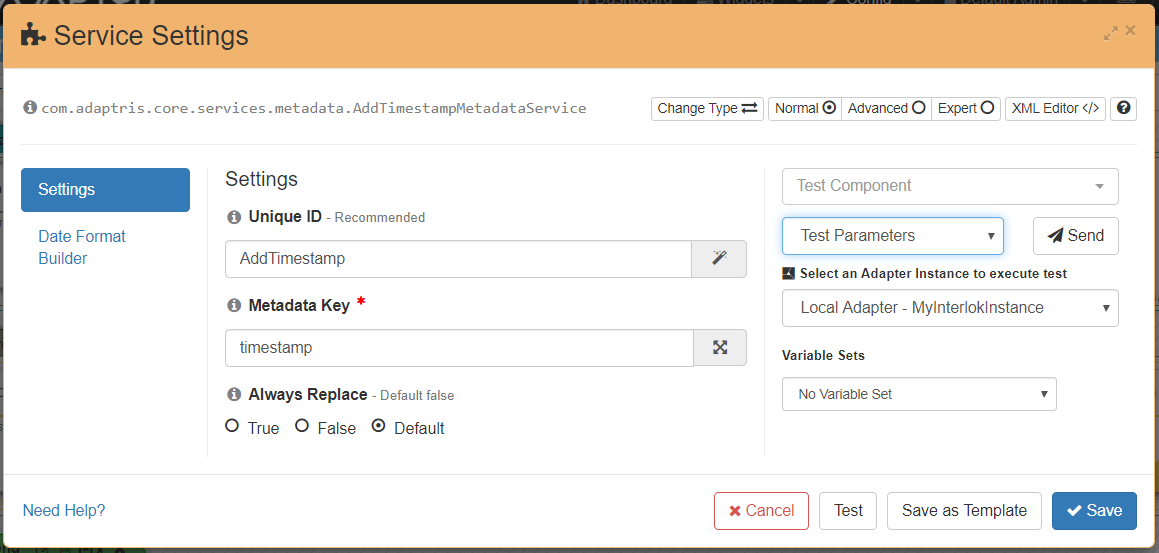 Service Settings
com.adaptris.core.services.metadata.AddTimestampMetadataService
Change Type
Normal
Advanced
Expert
XML Editor </>
Settings
Date Format
Builder
Settings
Unique ID - Recommended
AddTimestamp
Metadata Key *
timestamp
Always Replace - Default false
True False Default
Test Component
Test Parameters
Send
Select an Adapter Instance to execute test
Local Adapter - MyInterlokInstance
Variable Sets
No Variable Set
Need Help?
Cancel
Test
Save as Template
Save